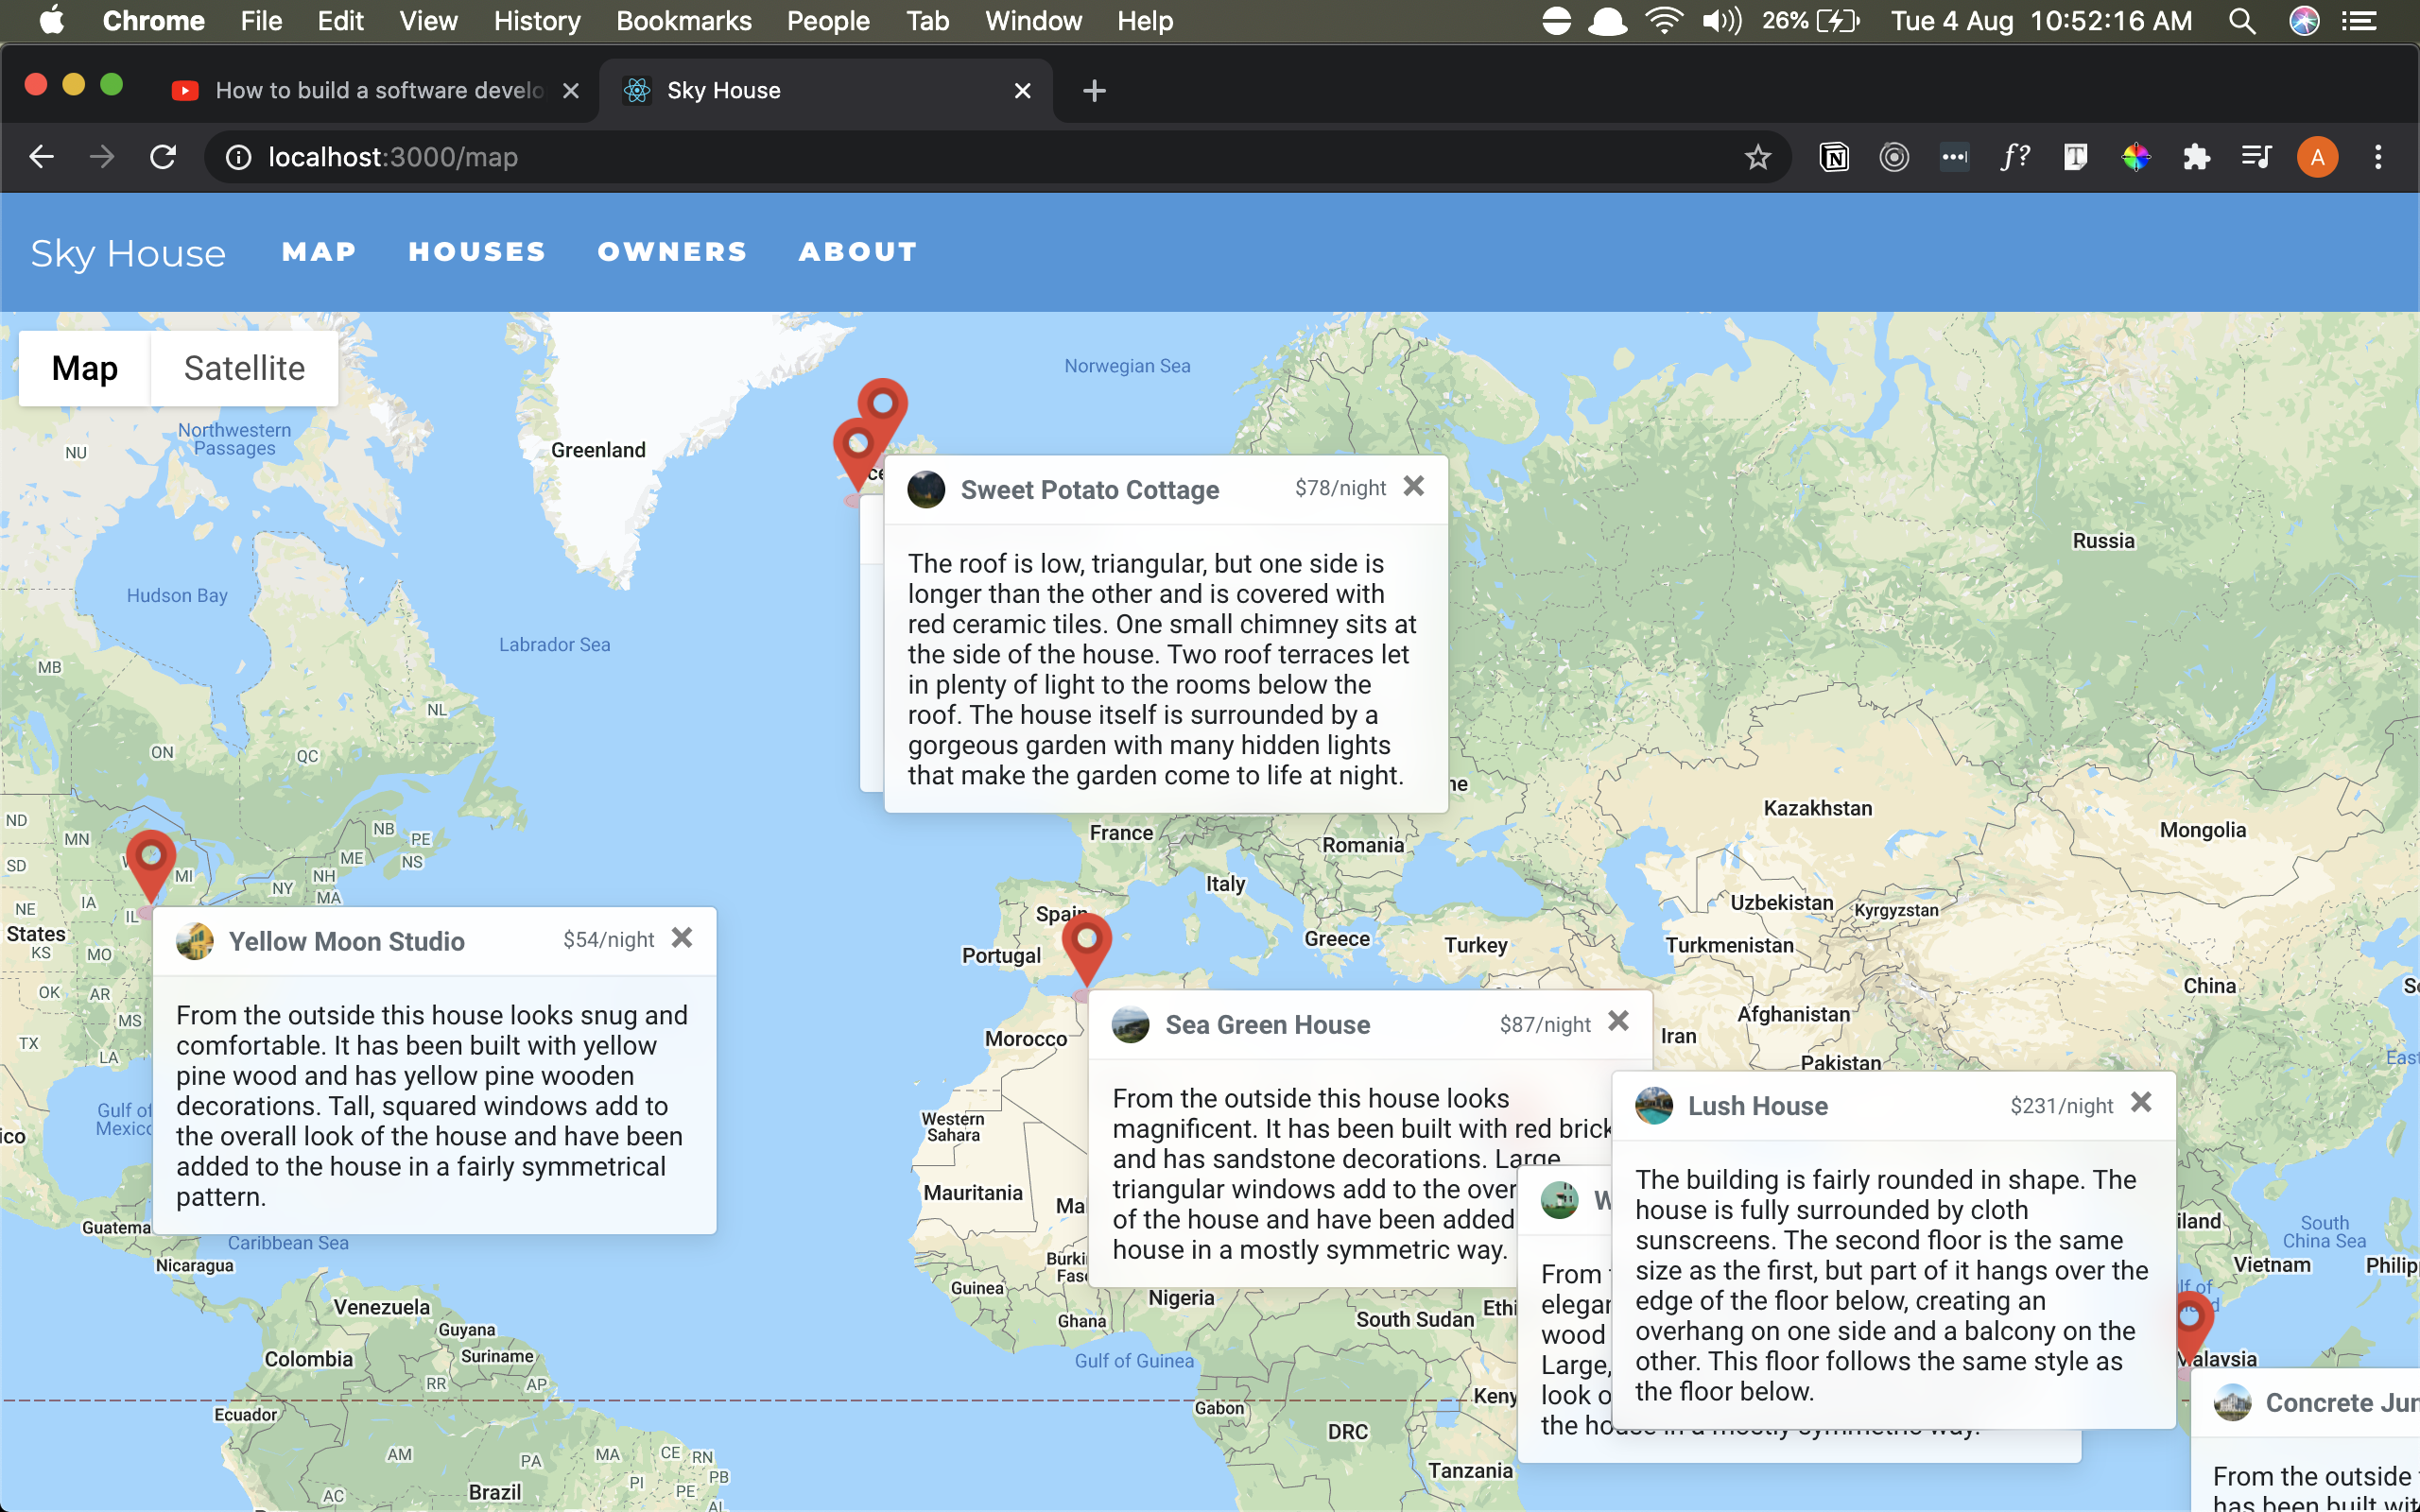 Chrome File Edit View History Bookmarks People Tab Window Help 26% Tue 4 Aug 10:52:16 AM
How to build a software develo
Sky House
localhost:3000/map
A
Sky House MAP HOUSES OWNERS ABOUT
Map Satellite
Norwegian Sea
Northwestern
Passages
NU
Greenland
Russia
Hudson Bay
Labrador Sea
MB
NL
ON
QC
Sweet Potato Cottage $78/night
The roof is low, triangular, but one side is
longer than the other and is covered with
red ceramic tiles. One small chimney sits at
the side of the house. Two roof terraces let
in plenty of light to the rooms below the
roof. The house itself is surrounded by a
gorgeous garden with many hidden lights
that make the garden come to life at night.
Kazakhstan
Mongolia
France
Romania
Italy
Spain
Portugal
Greece
Turkey
Uzbekistan
Kyrgyzstan
Turkmenistan
China
Afghanistan
Iran
Pakistan
ND
MN
SD
MI
NB
PE
ME
NS
NH
NY
MA
NE
IA
IL
States
KS
MO
OK
AR
MS
TX
LA
Yellow Moon Studio $54/night
From the outside this house looks snug and
comfortable. It has been built with yellow
pine wood and has yellow pine wooden
decorations. Tall, squared windows add to
the overall look of the house and have been
added to the house in a fairly symmetrical
pattern.
Gulf of
Mexic
ico
Guatema
Caribbean Sea
Nicaragua
Venezuela
Guyana
Colombia
Suriname
RR
AP
Ecuador
AM
PA
MA
CE
RN
PB
PI
PE
AL
AC
Brazil
Morocco
Western
Sahara
Mauritania
Ma
Burki
Fas
Guinea
Nigeria
Ghana
Gulf of Guinea
South Sudan
Ethi
Keny
Gabon
DRC
Tanzania
Sea Green House $87/night
From the outside this house looks
magnificent. It has been built with red brick
and has sandstone decorations. Large
triangular windows add to the over
of the house and have been added
house in a mostly symmetric way.
W
From
elegar
wood
Large,
look o
the house in a mostly symmetric way.
Lush House $231/night
The building is fairly rounded in shape. The
house is fully surrounded by cloth
sunscreens. The second floor is the same
size as the first, but part of it hangs over the
edge of the floor below, creating an
overhang on one side and a balcony on the
other. This floor follows the same style as
the floor below.
East
iland
South
China Sea
Vietnam
Philip
Malaysia
Concrete Jun
From the outside
has been built wit